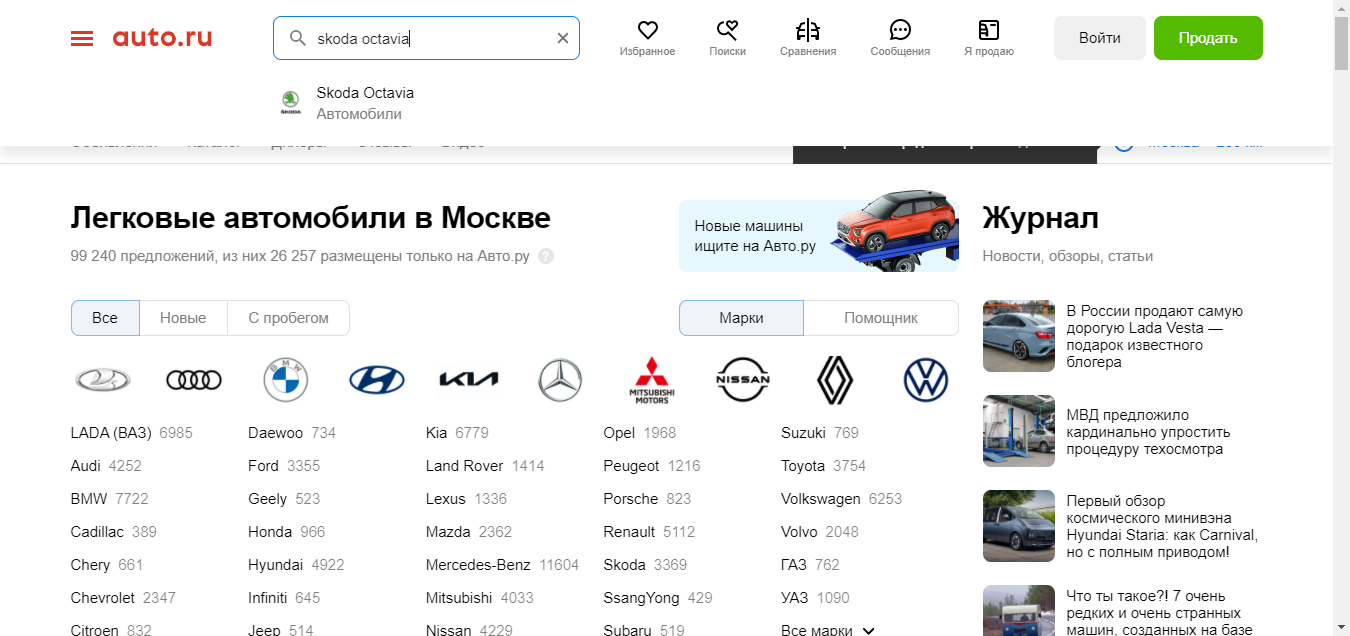 auto.ru
skoda octavia
Избранное
Поиски
Сравнения
Сообщения
Я продаю
Войти
Продать
SKODA
Skoda Octavia
Автомобили
Легковые автомобили в Москве
99 240 предложений, из них 26 257 размещены только на Авто.ру ?
Новые машины
ищите на Авто.ру
Все
Новые
С пробегом
Марки
Помощник
BMW
KIA
MITSUBISHI
MOTORS
NISSAN
LADA (ВАЗ) 6985
Daewoo 734
Kia 6779
Opel 1968
Suzuki 769
Audi 4252
Ford 3355
Land Rover 1414
Peugeot 1216
Toyota 3754
BMW 7722
Geely 523
Lexus 1336
Porsche 823
Volkswagen 6253
Cadillac 389
Honda 966
Mazda 2362
Renault 5112
Volvo 2048
Chery 661
Hyundai 4922
Mercedes-Benz 11604
Skoda 3369
ГАЗ 762
Chevrolet 2347
Infiniti 645
Mitsubishi 4033
SsangYong 429
УАЗ 1090
Citroen 832
Jeep 514
Nissan 4229
Subaru 519
Все марки
Журнал
Новости, обзоры, статьи
В России продают самую
дорогую Lada Vesta —
подарок известного
блогера
МВД предложило
кардинально упростить
процедуру техосмотра
Первый обзор
космического минивэна
Hyundai Staria: как Carnival,
но с полным приводом!
Что ты такое?! 7 очень
редких и очень странных
машин, созданных на базе